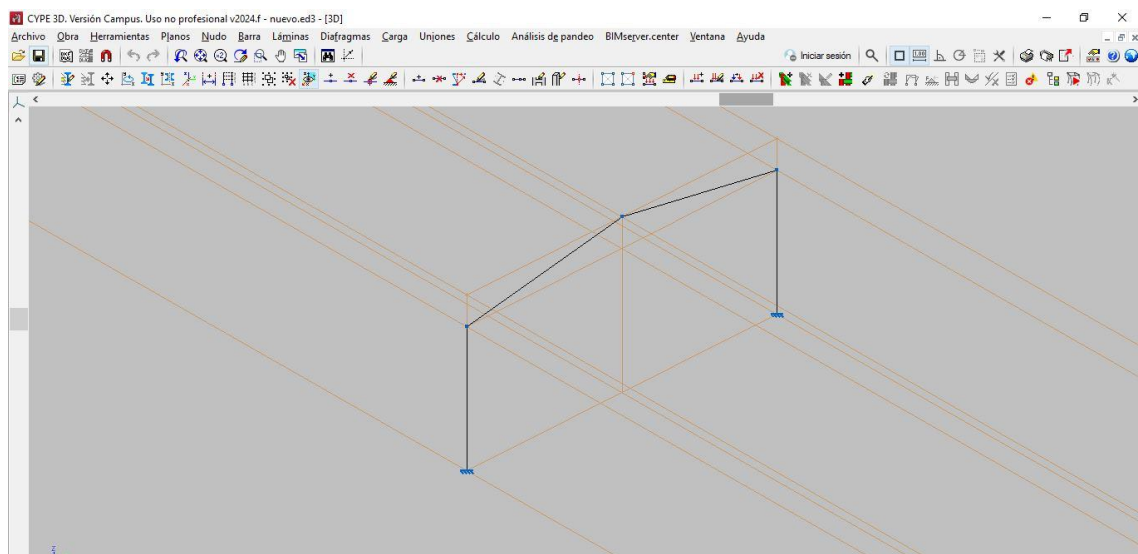 CYPE 3D. Versión Campus. Uso no profesional v2024.f - nuevo.ed3 - [3D]
Archivo Obra Herramientas Planos Nudo Barra Láminas Diafragmas Carga Uniones Cálculo Análisis de pandeo BIMserver.center Ventana Ayuda
Iniciar sesión